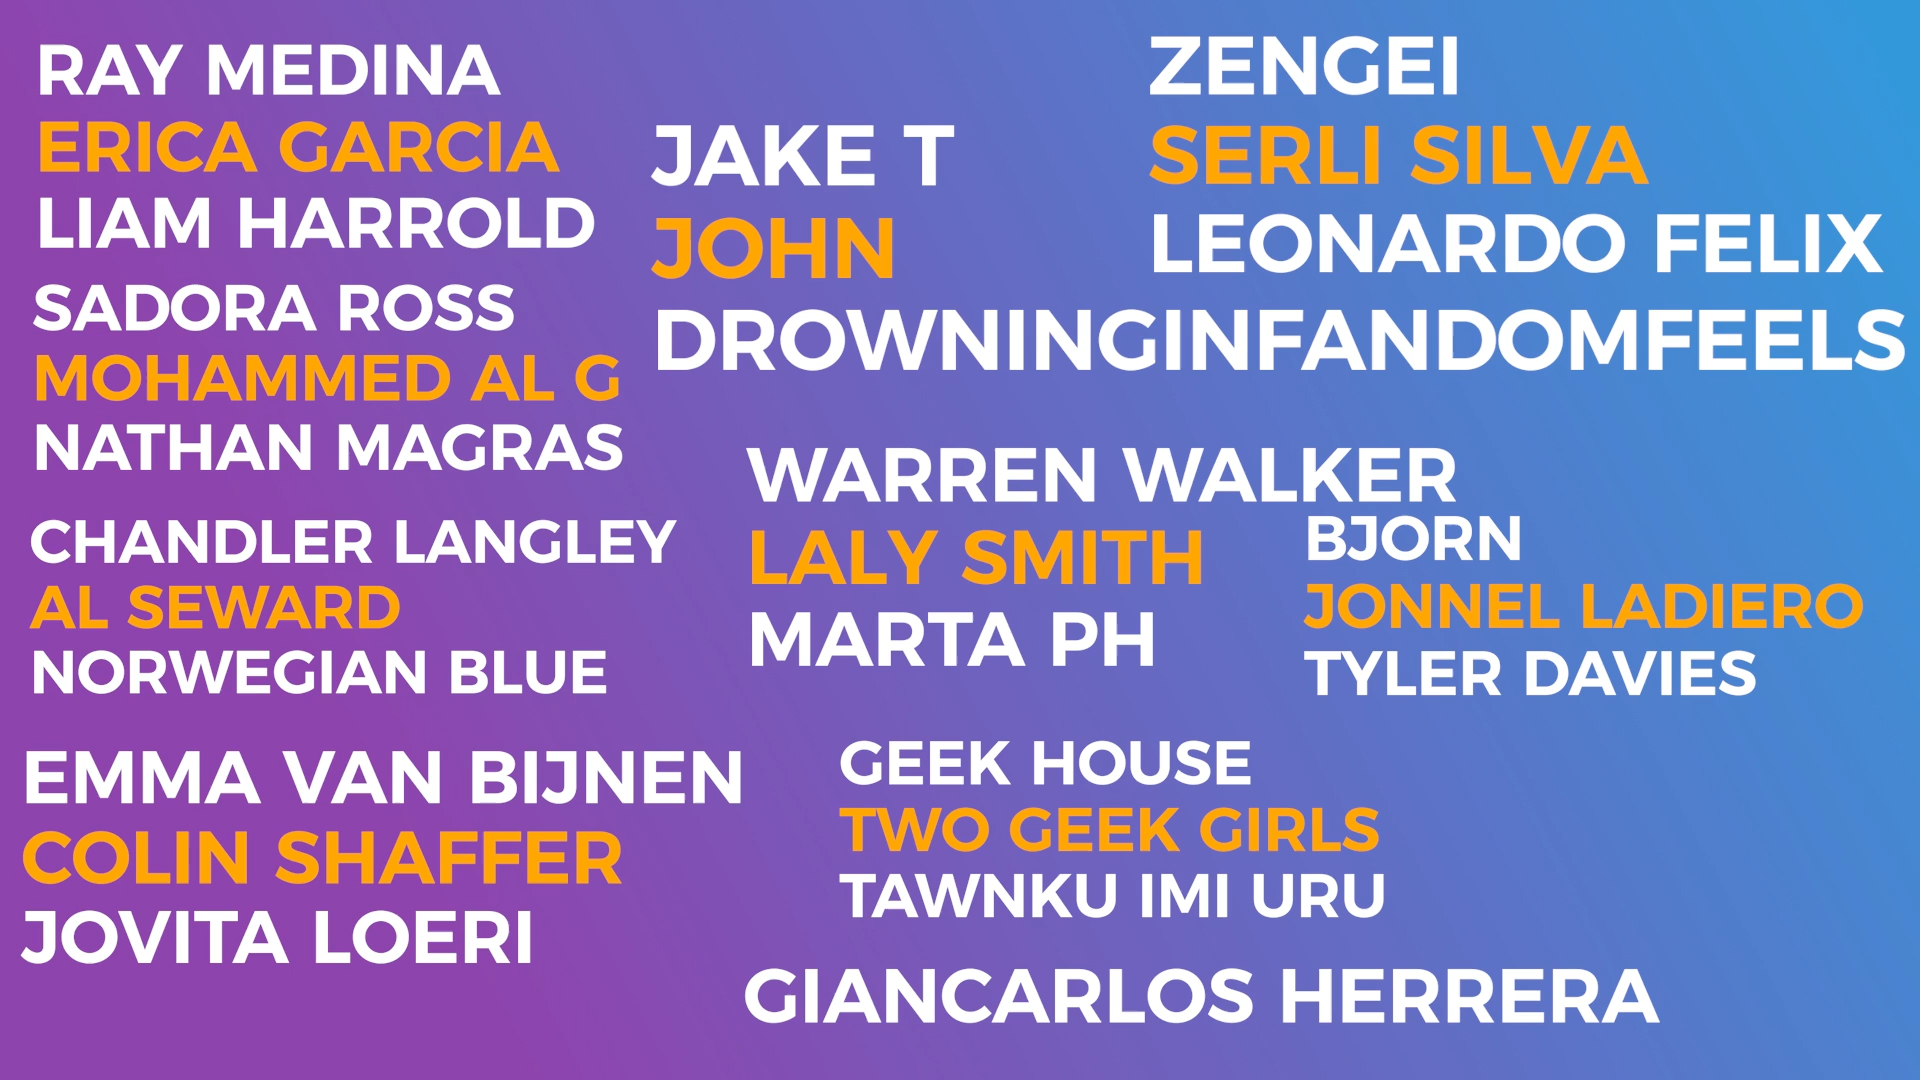 RAY MEDINA
ERICA GARCIA
LIAM HARROLD
SADORA ROSS
MOHAMMED AL G
NATHAN MAGRAS
CHANDLER LANGLEY
AL SEWARD
NORWEGIAN BLUE
EMMA VAN BIJNEN
COLIN SHAFFER
JOVITA LOERI
JAKE T
JOHN
DROWNINGINFANDOMFEELS
ZENGEI
SERLI SILVA
LEONARDO FELIX
WARREN WALKER
LALY SMITH
MARTA PH
BJORN
JONNEL LADIERO
TYLER DAVIES
GEEK HOUSE
TWO GEEK GIRLS
TAWNKU IMI URU
GIANCARLOS HERRERA